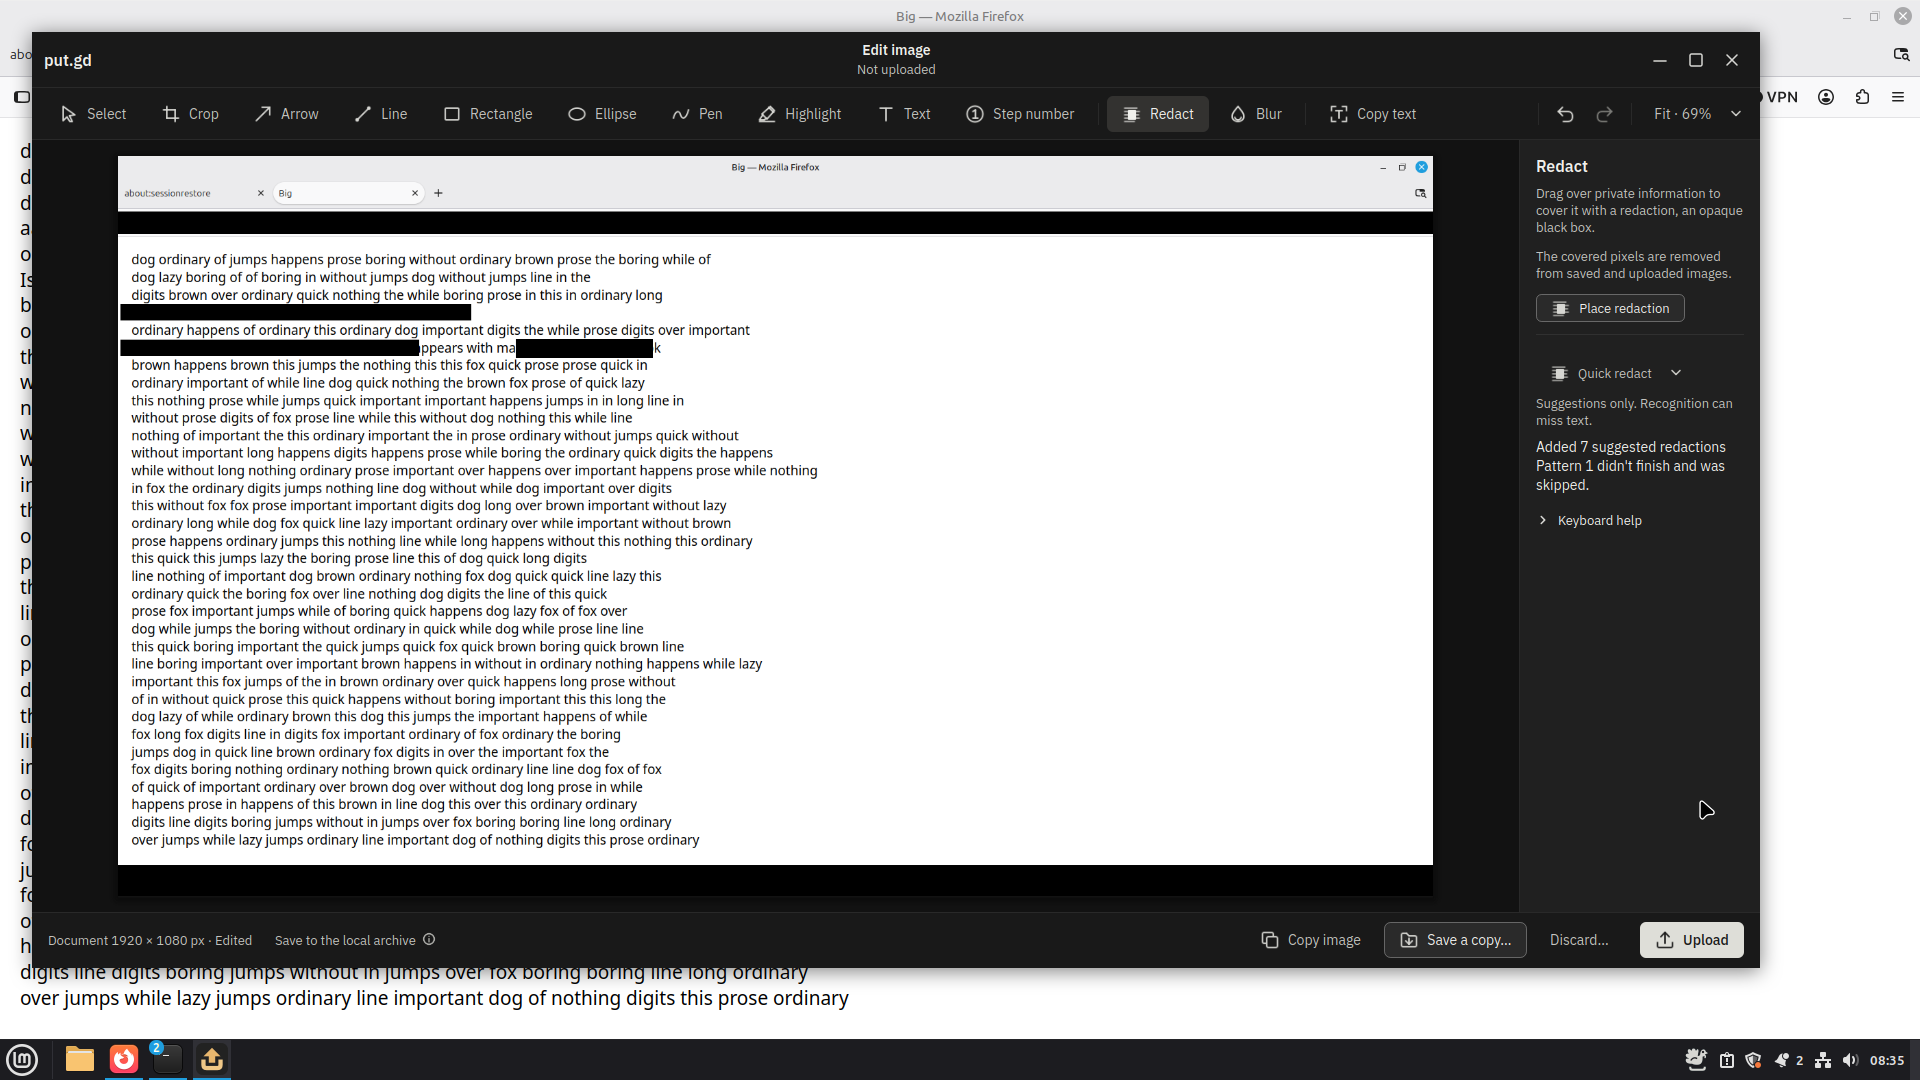 Big — Mozilla Firefox
put.gd
Edit image
Not uploaded
Select Crop Arrow Line Rectangle Ellipse Pen Highlight Text 1 Step number Redact Blur Copy text Fit · 69%
VPN
Big — Mozilla Firefox
about:sessionrestore Big
dog ordinary of jumps happens prose boring without ordinary brown prose the boring while of
dog lazy boring of of boring in without jumps dog without jumps line in the
digits brown over ordinary quick nothing the while boring prose in this in ordinary long
ordinary happens of ordinary this ordinary dog important digits the while prose digits over important
ppears with ma k
brown happens brown this jumps the nothing this this fox quick prose prose quick in
ordinary important of while line dog quick nothing the brown fox prose of quick lazy
this nothing prose while jumps quick important important happens jumps in in long line in
without prose digits of fox prose line while this without dog nothing this while line
nothing of important the this ordinary important the in prose ordinary without jumps quick without
without important long happens digits happens prose while boring the ordinary quick digits the happens
while without long nothing ordinary prose important over happens over important happens prose while nothing
in fox the ordinary digits jumps nothing line dog without while dog important over digits
this without fox fox prose important important digits dog long over brown important without lazy
ordinary long while dog fox quick line lazy important ordinary over while important without brown
prose happens ordinary jumps this nothing line while long happens without this nothing this ordinary
this quick this jumps lazy the boring prose line this of dog quick long digits
line nothing of important dog brown ordinary nothing fox dog quick quick line lazy this
ordinary quick the boring fox over line nothing dog digits the line of this quick
prose fox important jumps while of boring quick happens dog lazy fox of fox over
dog while jumps the boring without ordinary in quick while dog while prose line line
this quick boring important the quick jumps quick fox quick brown boring quick brown line
line boring important over important brown happens in without in ordinary nothing happens while lazy
important this fox jumps of the in brown ordinary over quick happens long prose without
of in without quick prose this quick happens without boring important this this long the
dog lazy of while ordinary brown this dog this jumps the important happens of while
fox long fox digits line in digits fox important ordinary of fox ordinary the boring
jumps dog in quick line brown ordinary fox digits in over the important fox the
fox digits boring nothing ordinary nothing brown quick ordinary line line dog fox of fox
of quick of important ordinary over brown dog over without dog long prose in while
happens prose in happens of this brown in line dog this over this ordinary ordinary
digits line digits boring jumps without in jumps over fox boring boring line long ordinary
over jumps while lazy jumps ordinary line important dog of nothing digits this prose ordinary
Redact
Drag over private information to
cover it with a redaction, an opaque
black box.
The covered pixels are removed
from saved and uploaded images.
Place redaction
Quick redact
Suggestions only. Recognition can
miss text.
Added 7 suggested redactions
Pattern 1 didn't finish and was
skipped.
Keyboard help
Document 1920 × 1080 px · Edited Save to the local archive Copy image Save a copy... Discard... Upload
digits line digits boring jumps without in jumps over fox boring boring line long ordinary
over jumps while lazy jumps ordinary line important dog of nothing digits this prose ordinary
2 2 08:35